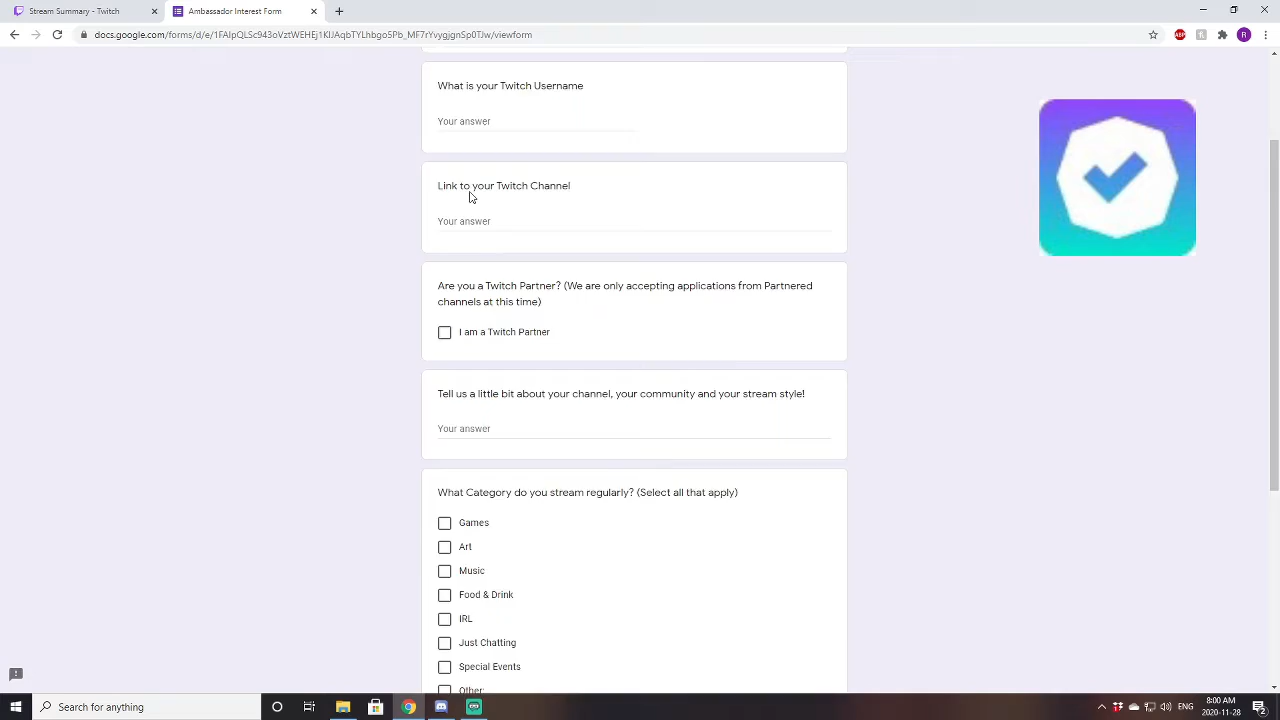 Stream Summary - Twitch
Ambassador Interest Form
docs.google.com/forms/d/e/1FAIpQLSc943oVztWEHEj1KlJAqbTYLhbgoSPb_MF7rYvygjgnSp0TJw/viewform
ABP
R
What is your Twitch Username
Your answer
Link to your Twitch Channel
Your answer
Are you a Twitch Partner? (We are only accepting applications from Partnered
channels at this time)
I am a Twitch Partner
Tell us a little bit about your channel, your community and your stream style!
Your answer
What Category do you stream regularly? (Select all that apply)
Games
Art
Music
Food & Drink
IRL
Just Chatting
Special Events
Other:
Search for anything
ENG
8:00 AM
2020-11-28